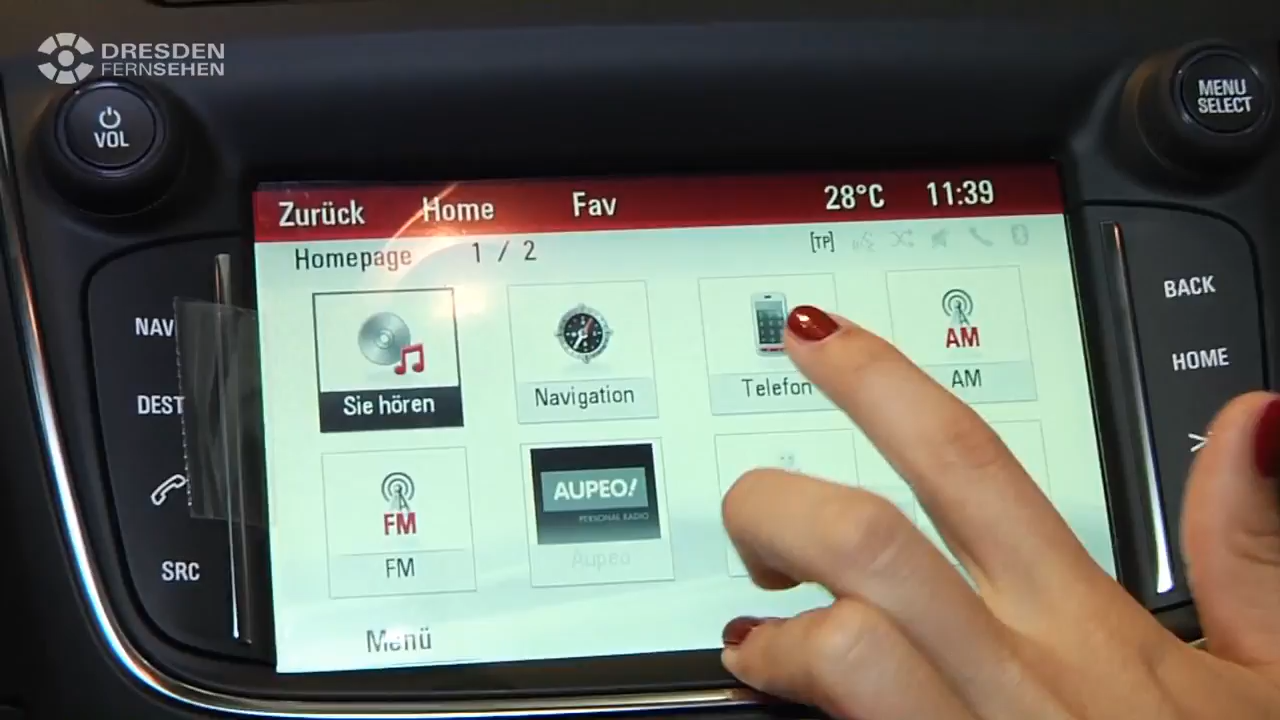 DRESDEN
FERNSEHEN
VOL
MENU
SELECT
Zurück Home Fav 28°C 11:39
Homepage 1 / 2 [TP]
NAV
DEST
SRC
BACK
HOME
Sie hören
Navigation
Telefon
AM
AM
FM
FM
AUPEO!
PERSONAL RADIO
Aupeo
Menü